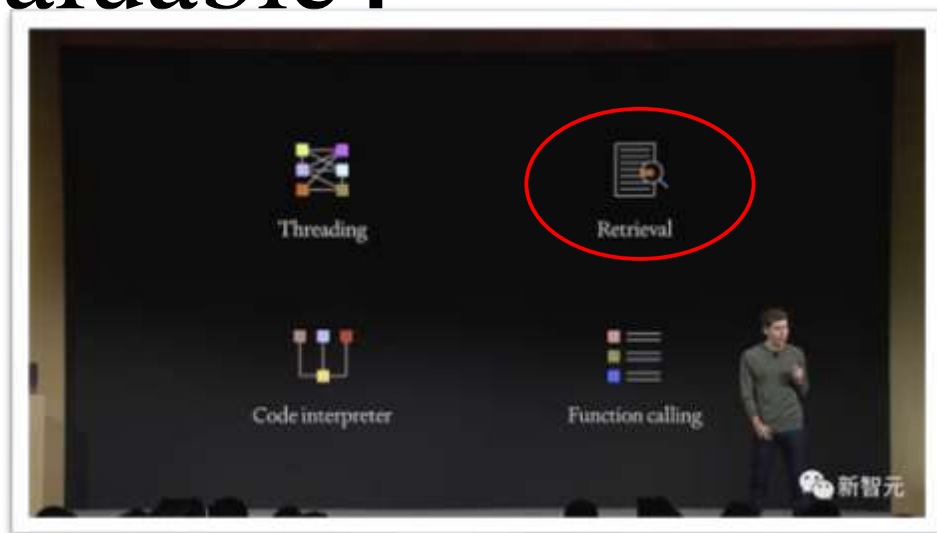 Threading
Retrieval
Code interpreter
Function calling
新智元